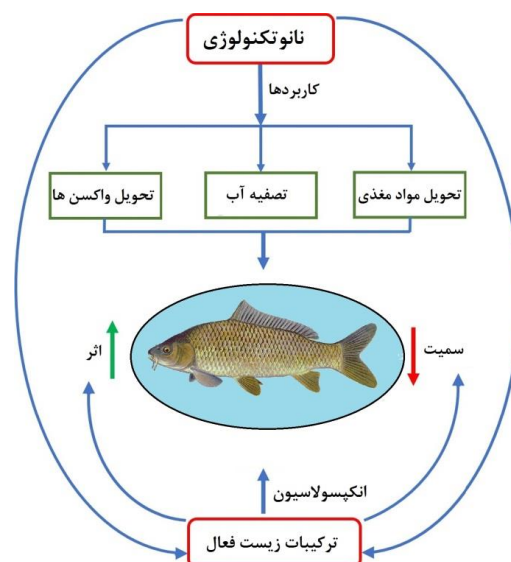 نانوتکنولوژی
کاربردها
تحویل مواد مغذی
تصفیه آب
تحویل واکسن ها
سمیت
اثر
انکپسولاسیون
ترکیبات زیست فعال